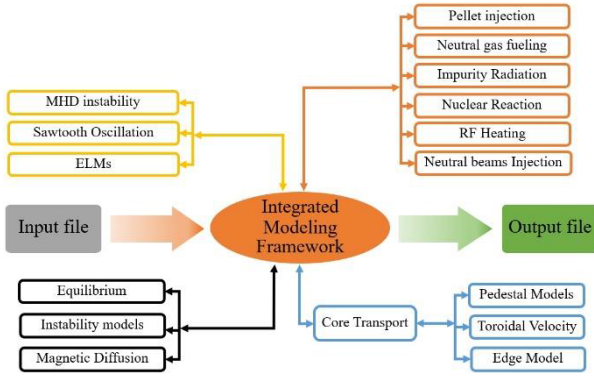 Pellet injection
Neutral gas fueling
Impurity Radiation
Nuclear Reaction
RF Heating
Neutral beams Injection
MHD instability
Sawtooth Oscillation
ELMs
Input file
Integrated
Modeling
Framework
Output file
Equilibrium
Instability models
Magnetic Diffusion
Core Transport
Pedestal Models
Toroidal Velocity
Edge Model